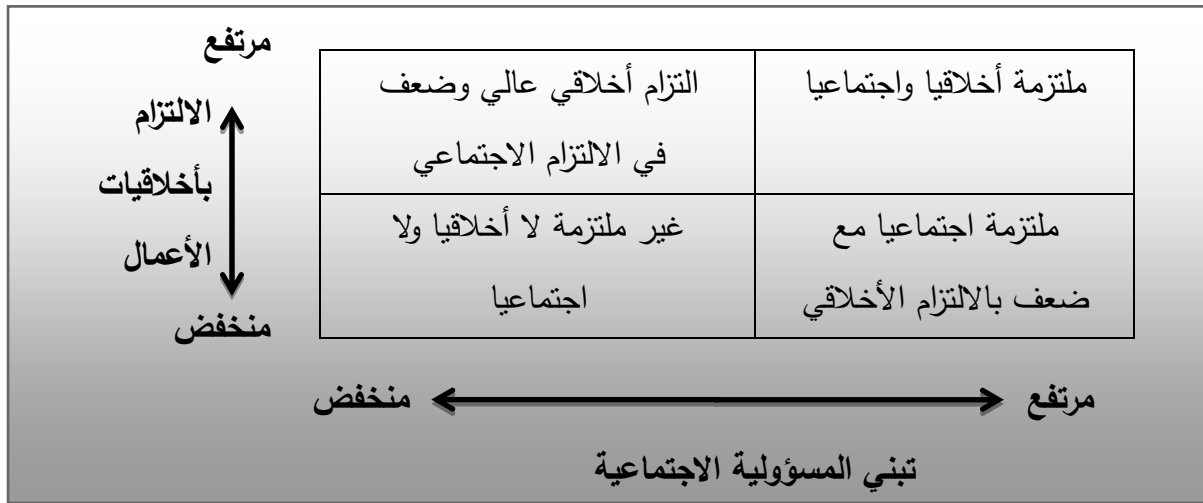 مرتفع
الالتزام
بأخلاقيات
الأعمال
منخفض
ملتزمة أخلاقيا واجتماعيا
التزام أخلاقي عالي وضعف
في الالتزام الاجتماعي
ملتزمة اجتماعيا مع
ضعف بالالتزام الأخلاقي
غير ملتزمة لا أخلاقيا ولا
اجتماعيا
مرتفع
منخفض
تبني المسؤولية الاجتماعية